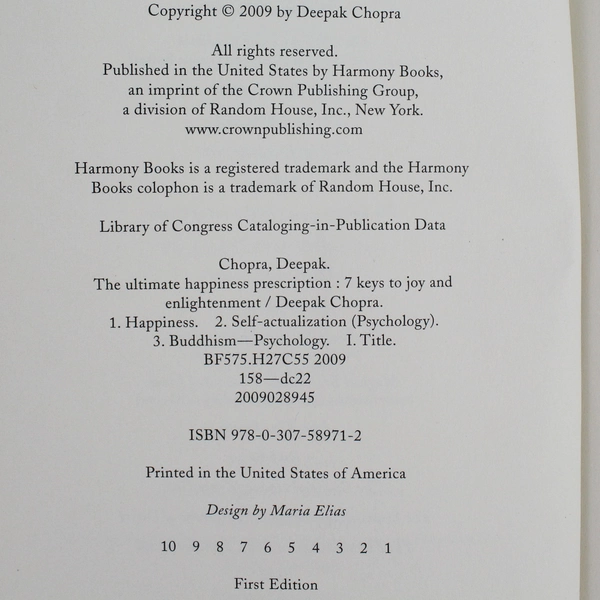 Copyright © 2009 by Deepak Chopra
All rights reserved.
Published in the United States by Harmony Books,
an imprint of the Crown Publishing Group,
a division of Random House, Inc., New York.
www.crownpublishing.com
Harmony Books is a registered trademark and the Harmony
Books colophon is a trademark of Random House, Inc.
Library of Congress Cataloging-in-Publication Data
Chopra, Deepak.
The ultimate happiness prescription : 7 keys to joy and
enlightenment / Deepak Chopra.
1. Happiness. 2. Self-actualization (Psychology).
3. Buddhism—Psychology. I. Title.
BF575.H27C55 2009
158—dc22
2009028945
ISBN 978-0-307-58971-2
Printed in the United States of America
Design by Maria Elias
10 9 8 7 6 5 4 3 2 1
First Edition